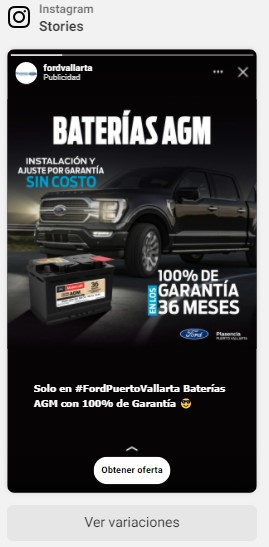 Instagram
Stories
fordvallarta
Publicidad
BATERÍAS AGM
INSTALACIÓN Y
AJUSTE POR GARANTÍA
SIN COSTO
100% DE
EN LOS
GARANTÍA
36 MESES
Ford
Plasencia
PUERTO VALLARTA
Solo en #FordPuertoVallarta Baterías
AGM con 100% de Garantía 😎
Obtener oferta
Ver variaciones